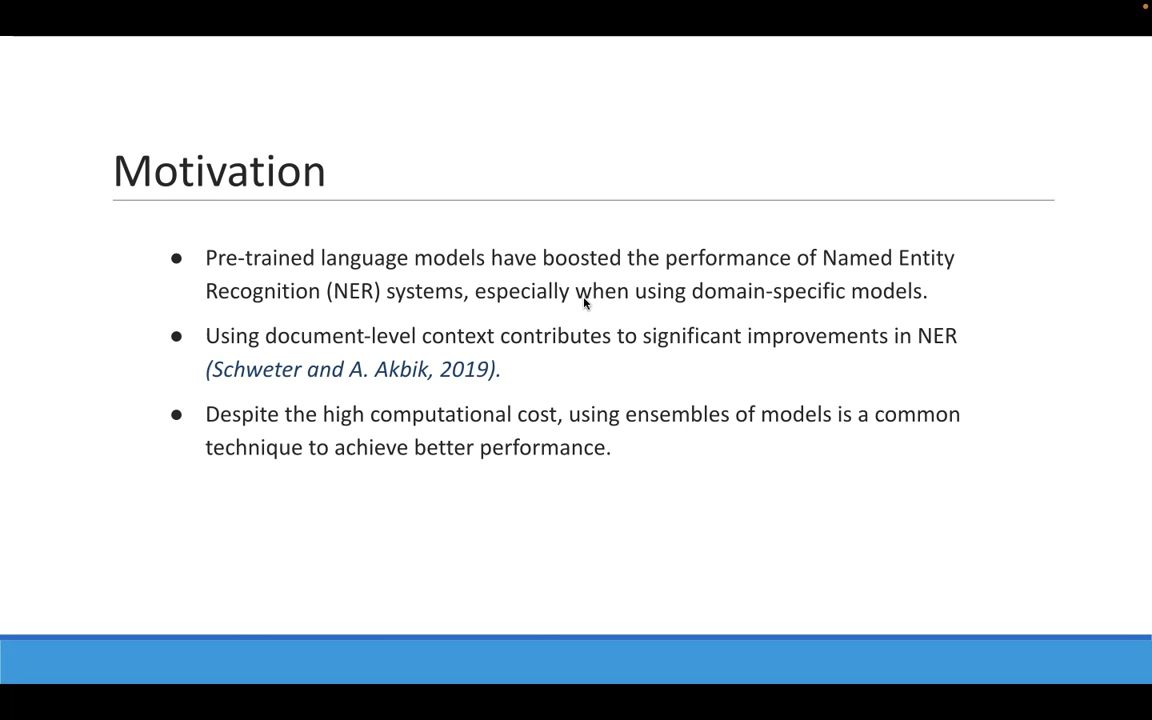 Motivation
● Pre-trained language models have boosted the performance of Named Entity
Recognition (NER) systems, especially when using domain-specific models.
● Using document-level context contributes to significant improvements in NER
(Schweter and A. Akbik, 2019).
● Despite the high computational cost, using ensembles of models is a common
technique to achieve better performance.